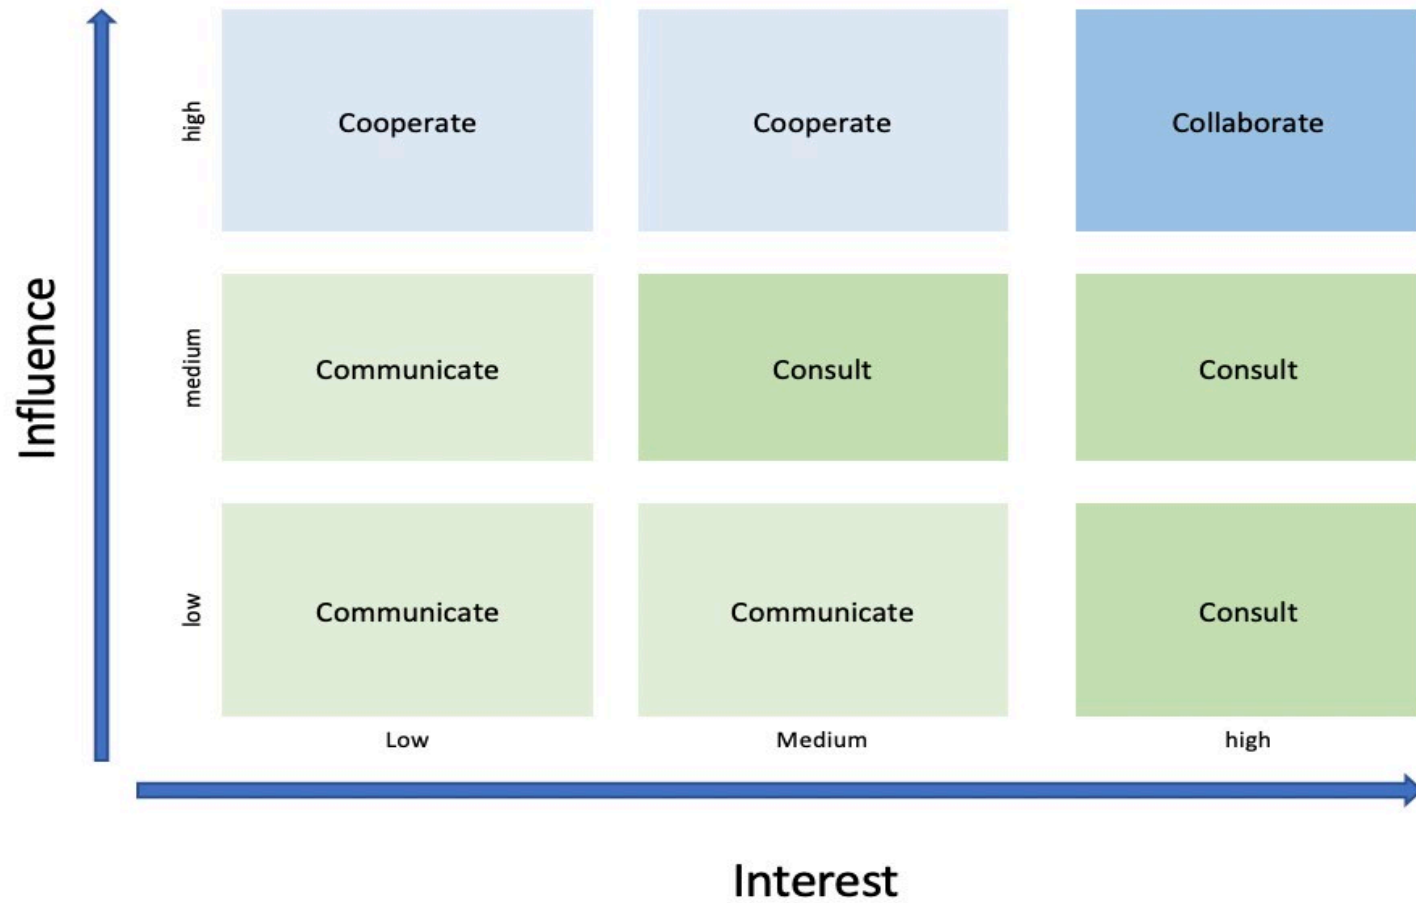 high
Cooperate
Cooperate
Collaborate
Influence
medium
Communicate
Consult
Consult
low
Communicate
Communicate
Consult
Low
Medium
high
Interest